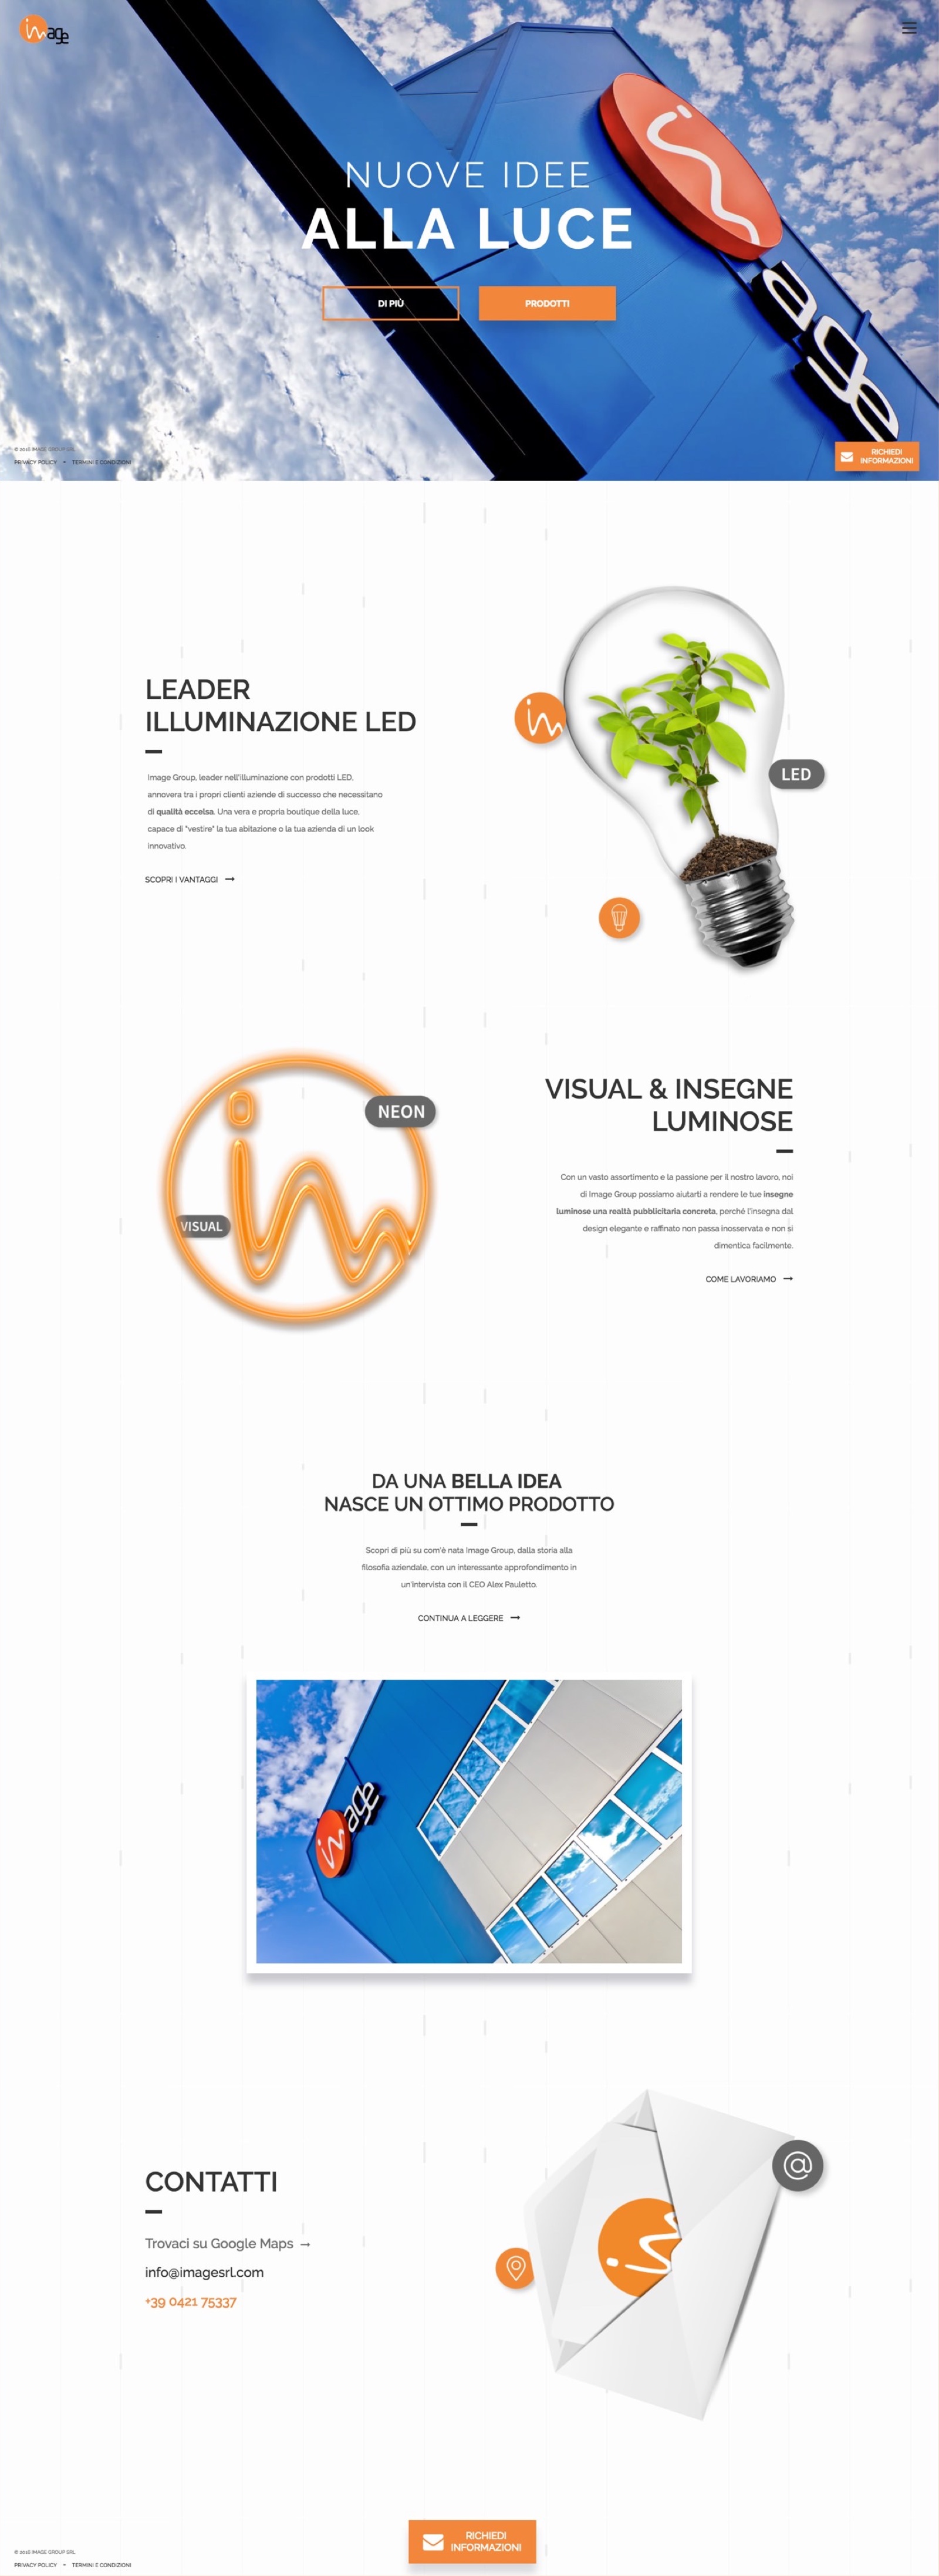 image
NUOVE IDEE
ALLA LUCE
DI PIÙ
PRODOTTI
age
© 2016 IMAGE GROUP SRL
PRIVACY POLICY - TERMINI E CONDIZIONI
RICHIEDI
INFORMAZIONI
LEADER
ILLUMINAZIONE LED
Image Group, leader nell'illuminazione con prodotti LED,
annovera tra i propri clienti aziende di successo che necessitano
di qualità eccelsa. Una vera e propria boutique della luce,
capace di "vestire" la tua abitazione o la tua azienda di un look
innovativo.
SCOPRI I VANTAGGI →
im
LED
NEON
VISUAL
im
VISUAL & INSEGNE
LUMINOSE
Con un vasto assortimento e la passione per il nostro lavoro, noi
di Image Group possiamo aiutarti a rendere le tue insegne
luminose una realtà pubblicitaria concreta, perchè l'insegna dal
design elegante e raffinato non passa inosservata e non si
dimentica facilmente.
COME LAVORIAMO →
DA UNA BELLA IDEA
NASCE UN OTTIMO PRODOTTO
Scopri di più su com'è nata Image Group, dalla storia alla
filosofia aziendale, con un interessante approfondimento in
un'intervista con il CEO Alex Pauletto.
CONTINUA A LEGGERE →
image
CONTATTI
Trovaci su Google Maps →
info@imagesrl.com
+39 0421 75337
@
RICHIEDI
INFORMAZIONI
© 2016 IMAGE GROUP SRL
PRIVACY POLICY - TERMINI E CONDIZIONI